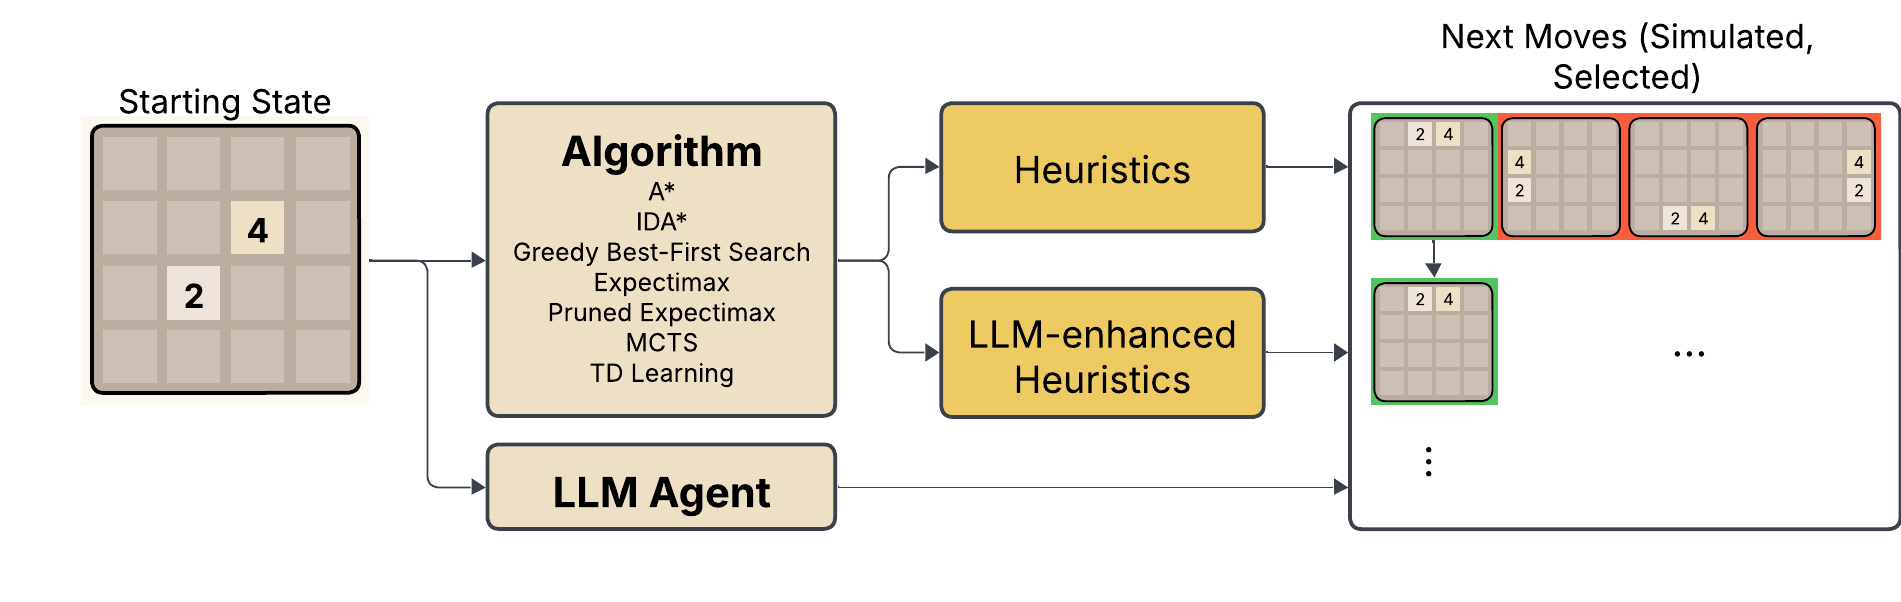 Starting State
4
2
Algorithm
A*
IDA*
Greedy Best-First Search
Expectimax
Pruned Expectimax
MCTS
TD Learning
LLM Agent
Heuristics
LLM-enhanced
Heuristics
Next Moves (Simulated,
Selected)
2 4
4
2
2 4
4
2
2 4
...
⋮